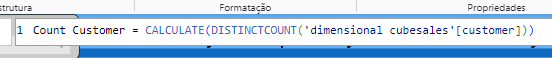 strutura Formatação Propriedades
1 Count Customer = CALCULATE(DISTINCTCOUNT('dimensional cubesales'[customer]))